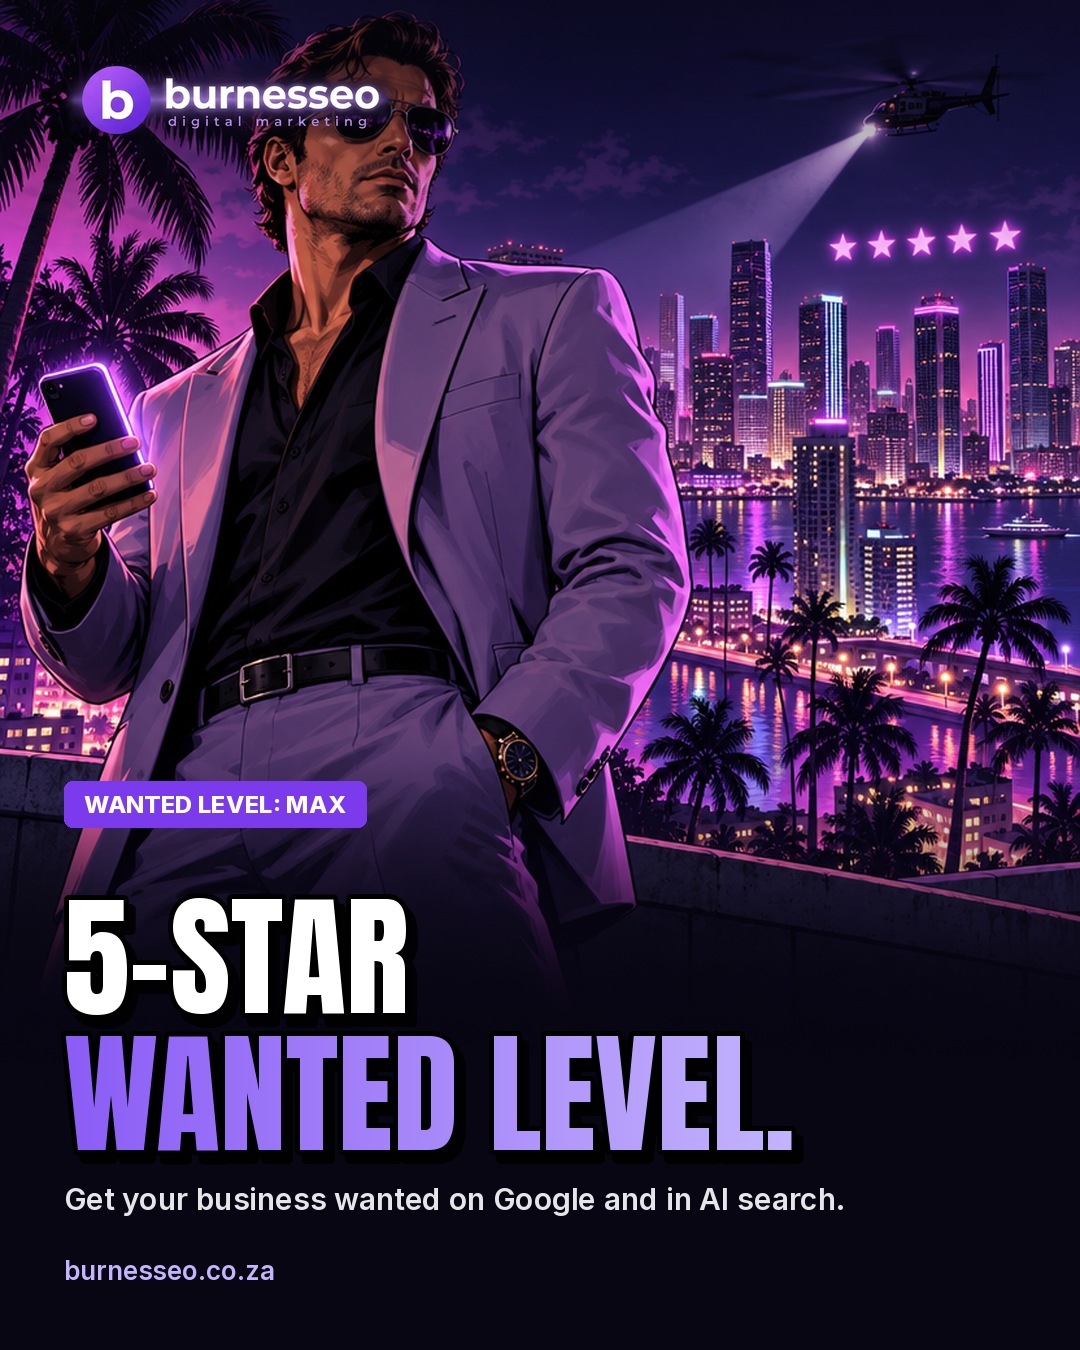 b burnesseo
digital marketing
WANTED LEVEL: MAX
5-STAR
WANTED LEVEL.
Get your business wanted on Google and in AI search.
burnesseo.co.za